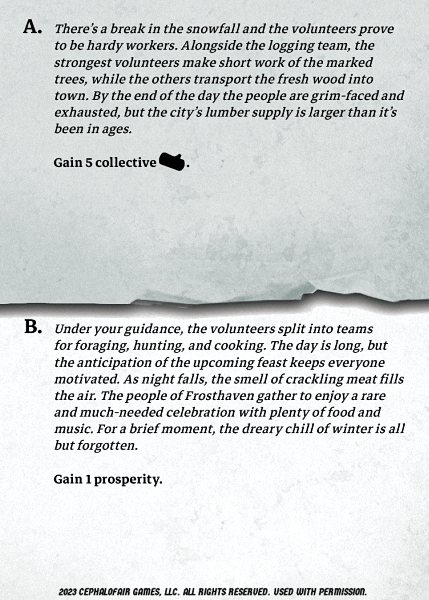 A. There's a break in the snowfall and the volunteers prove
to be hardy workers. Alongside the logging team, the
strongest volunteers make short work of the marked
trees, while the others transport the fresh wood into
town. By the end of the day the people are grim-faced and
exhausted, but the city's lumber supply is larger than it's
been in ages.
Gain 5 collective .
B. Under your guidance, the volunteers split into teams
for foraging, hunting, and cooking. The day is long, but
the anticipation of the upcoming feast keeps everyone
motivated. As night falls, the smell of crackling meat fills
the air. The people of Frosthaven gather to enjoy a rare
and much-needed celebration with plenty of food and
music. For a brief moment, the dreary chill of winter is all
but forgotten.
Gain 1 prosperity.
2023 CEPHALOFAIR GAMES, LLC. ALL RIGHTS RESERVED. USED WITH PERMISSION.